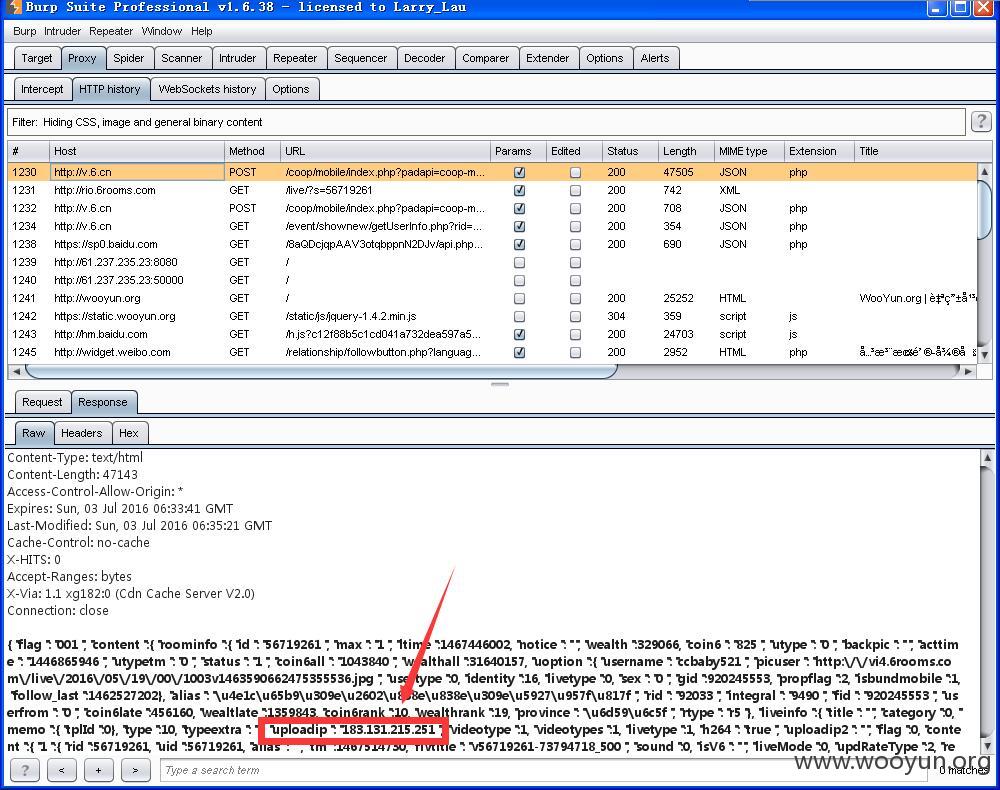 Burp Suite Professional v1.6.38 - licensed to Larry_Lau
Burp Intruder Repeater Window Help
Target Proxy Spider Scanner Intruder Repeater Sequencer Decoder Comparer Extender Options Alerts
Intercept HTTP history WebSockets history Options
Filter: Hiding CSS, image and general binary content ?
# Host Method URL Params Edited Status Length MIME type Extension Title
1230 http://v.6.cn POST /coop/mobile/index.php?padapi=coop-m... 200 47505 JSON php
1231 http://rio.6rooms.com GET /live/?s=56719261 200 742 XML
1232 http://v.6.cn POST /coop/mobile/index.php?padapi=coop-m... 200 708 JSON php
1234 http://v.6.cn GET /event/shownew/getUserInfo.php?rid=... 200 354 JSON php
1238 https://sp0.baidu.com GET /8aQDcjqpAAV3otqbppnN2DJv/api.php... 200 690 JSON php
1239 http://61.237.235.23:8080 GET /
1240 http://61.237.235.23:50000 GET /
1241 http://wooyun.org GET / 200 25252 HTML WooYun.org |
1242 https://static.wooyun.org GET /static/js/jquery-1.4.2.min.js 304 359 script js
1243 http://hm.baidu.com GET /h.js?c12f88b5c1cd041a732dea597a5... 200 24703 script js
1245 http://widget.weibo.com GET /relationship/followbutton.php?languag... 200 2952 HTML php
Request Response
Raw Headers Hex
Content-Type: text/html
Content-Length: 47143
Access-Control-Allow-Origin: *
Expires: Sun, 03 Jul 2016 06:33:41 GMT
Last-Modified: Sun, 03 Jul 2016 06:35:21 GMT
Cache-Control: no-cache
X-HITS: 0
Accept-Ranges: bytes
X-Via: 1.1 xg182:0 (Cdn Cache Server V2.0)
Connection: close
{"flag":"001","content":{"roominfo":{"id":"56719261","max":"1","ltime":1467446002,"notice":"","wealth":329066,"coin6":"825","utype":"0","backpic":"","acttim
e":"1446865946","utypetm":"0","status":"1","coin6all":"1043840","wealthall":31640157,"uoption":{"username":"ccbaby521","picuser":"http:\/\/vi4.6rooms.co
m\/live\/2016\/05\/19\/00\/1003v1463590662475355536.jpg","usertype":0,"identity":16,"livetype":0,"sex":"0","gid":920245553,"propflag":2,"isbundmobile":1,
"follow_last":1462527202},"alias":"\u4e1c\u65b9\u309e\u2602\u838e\u838e\u309e\u5927\u957f\u817f","rid":"92033","integral":"9490","fid":"920245553","us
erfrom":"0","coin6late":456160,"wealtlate":1359843,"coin6rank":10,"wealthrank":19,"province":"\u6d59\u6c5f","rtype":"r5"},"liveinfo":{"title":"","category":0,"
memo":{"tplId":0},"type":10,"typeextra":"","uploadip":"183.131.215.251","videotype":1,"videotypes":1,"livetype":1,"h264":"true","uploadip2":"","flag":0,"conte
nt":{"1":{"rid":56719261,"uid":56719261,"alias":"","tm":1467514730,"flvtitle":"v56719261-73794718_500","sound":0,"isV6":"","liveMode":0,"updRateType":2,"re
? < + > Type a search term 0 matches
www.wooyun.org